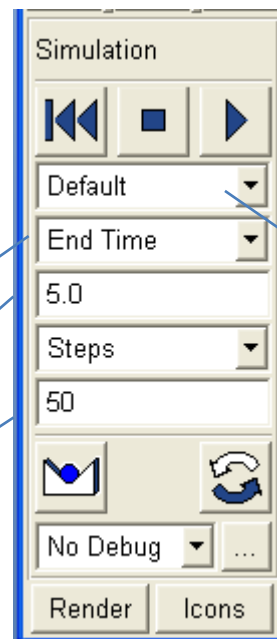 Simulation
Default
End Time
5.0
Steps
50
No Debug ...
Render Icons